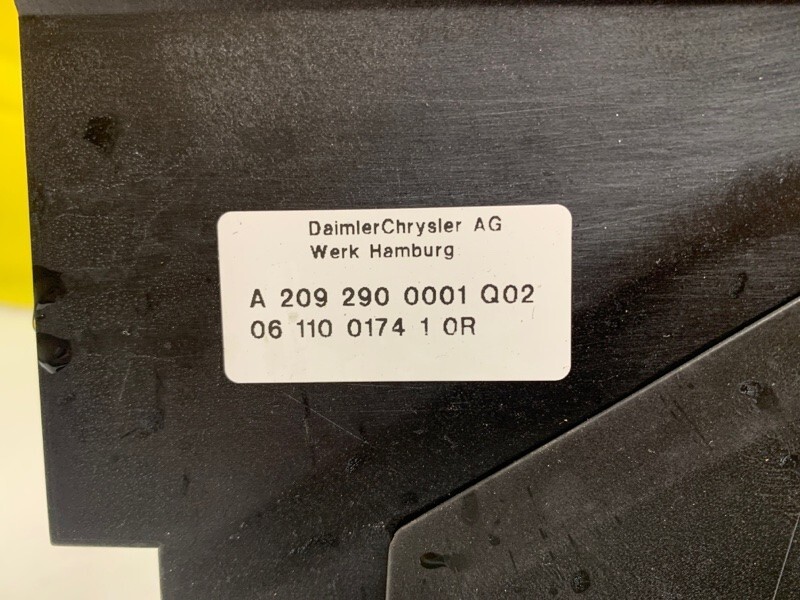 DaimlerChrysler AG
Werk Hamburg
A 209 290 0001 Q02
06 110 0174 1 0R